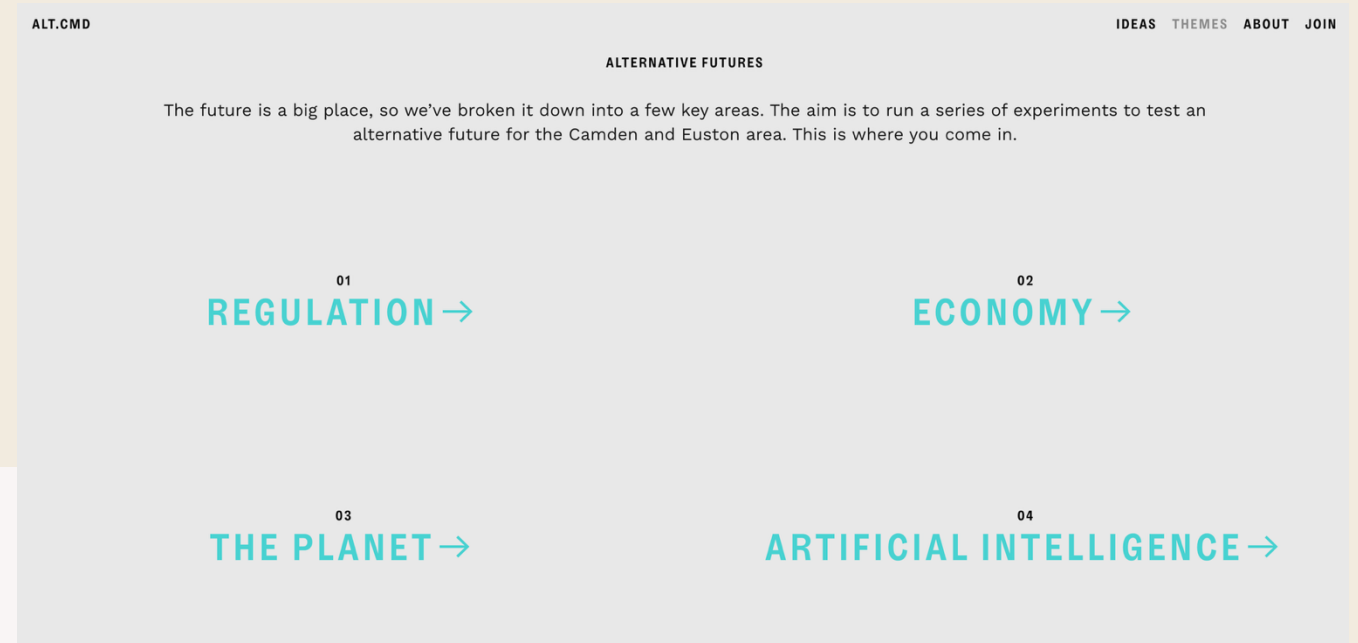 ALT.CMD
IDEAS THEMES ABOUT JOIN
ALTERNATIVE FUTURES
The future is a big place, so we’ve broken it down into a few key areas. The aim is to run a series of experiments to test an
alternative future for the Camden and Euston area. This is where you come in.
01
REGULATION→
02
ECONOMY→
03
THE PLANET→
04
ARTIFICIAL INTELLIGENCE→